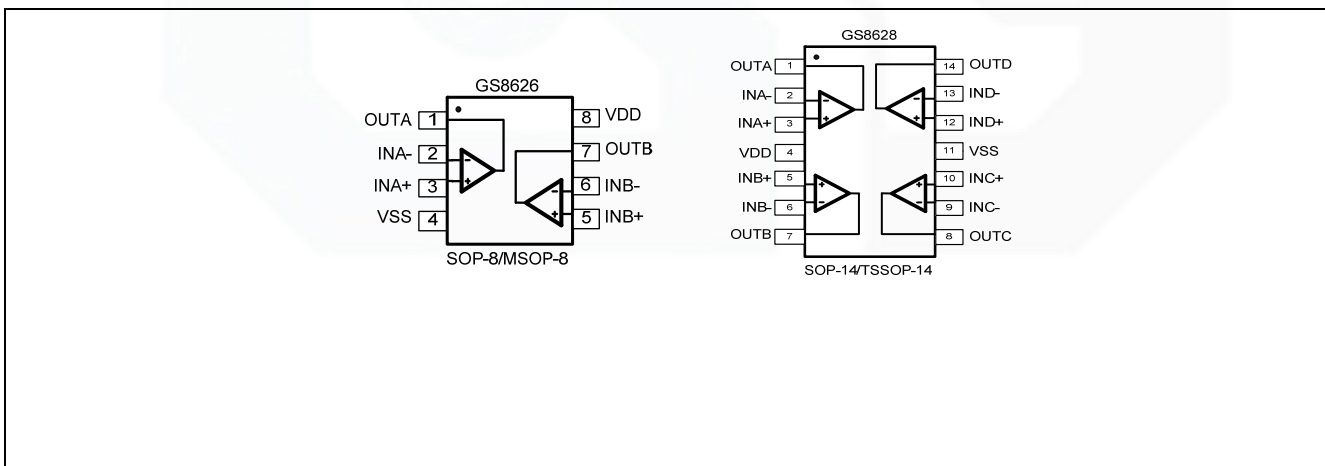 GS8626
OUTA 1
INA- 2
INA+ 3
VSS 4
8 VDD
7 OUTB
6 INB-
5 INB+
- +
- +
SOP-8/MSOP-8
GS8628
OUTA 1
INA- 2
INA+ 3
VDD 4
INB+ 5
INB- 6
OUTB 7
14 OUTD
13 IND-
12 IND+
11 VSS
10 INC+
9 INC-
8 OUTC
- +
- +
+ -
+ -
SOP-14/TSSOP-14